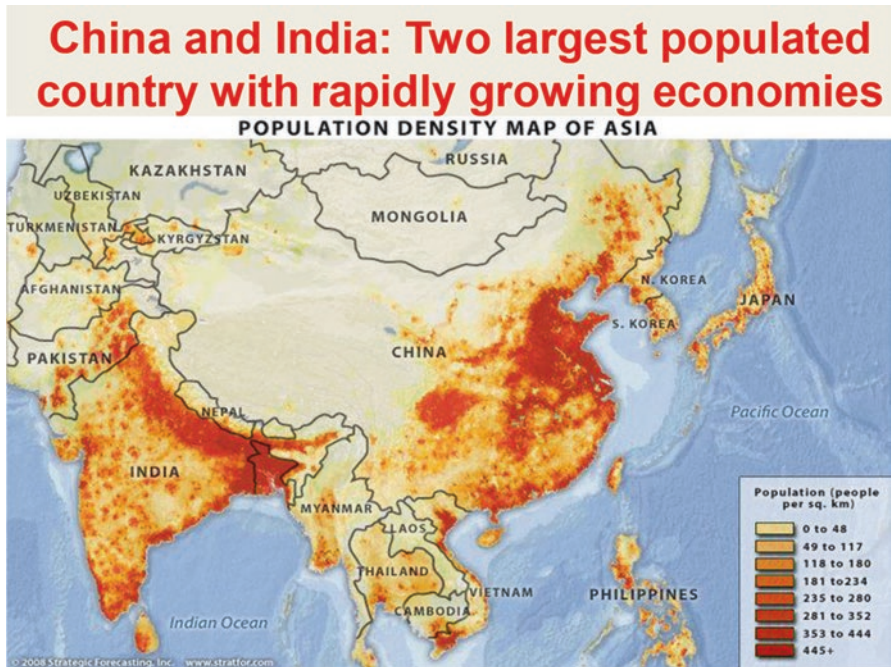 China and India: Two largest populated
country with rapidly growing economies
POPULATION DENSITY MAP OF ASIA
RUSSIA
KAZAKHSTAN
UZBEKISTAN
MONGOLIA
TURKMENISTAN
KYRGYZSTAN
N. KOREA
AFGHANISTAN
JAPAN
S. KOREA
PAKISTAN
CHINA
NEPAL
Pacific Ocean
INDIA
MYANMAR
LAOS
THAILAND
VIETNAM
PHILIPPINES
CAMBODIA
Indian Ocean
Population (people
per sq. km)
0 to 48
49 to 117
118 to 180
181 to234
235 to 280
281 to 352
353 to 444
445+
© 2008 Strategic Forecasting, Inc. www.stratfor.com